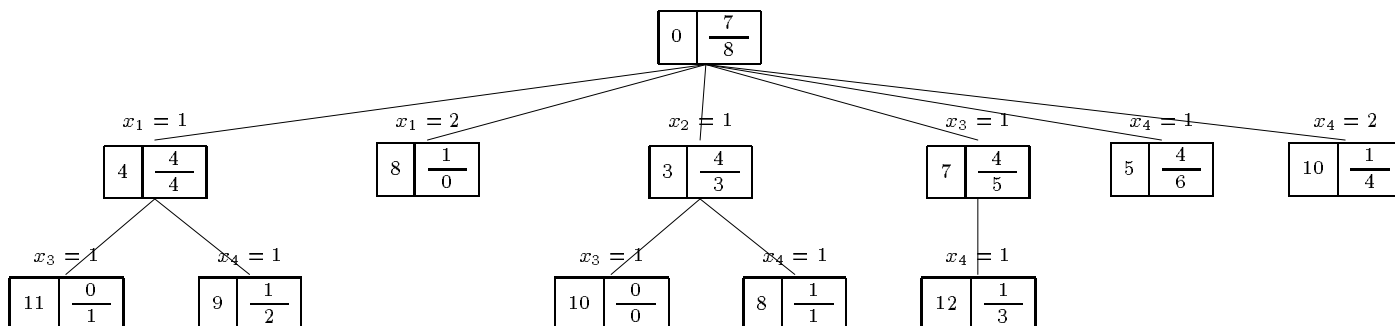 0 7 8
x₁ = 1 x₁ = 2 x₂ = 1 x₃ = 1 x₄ = 1 x₄ = 2
4 4 4 8 1 0 3 4 3 7 4 5 5 4 6 10 1 4
x₃ = 1 x₄ = 1 x₃ = 1 x₄ = 1 x₄ = 1
11 0 1 9 1 2 10 0 0 8 1 1 12 1 3